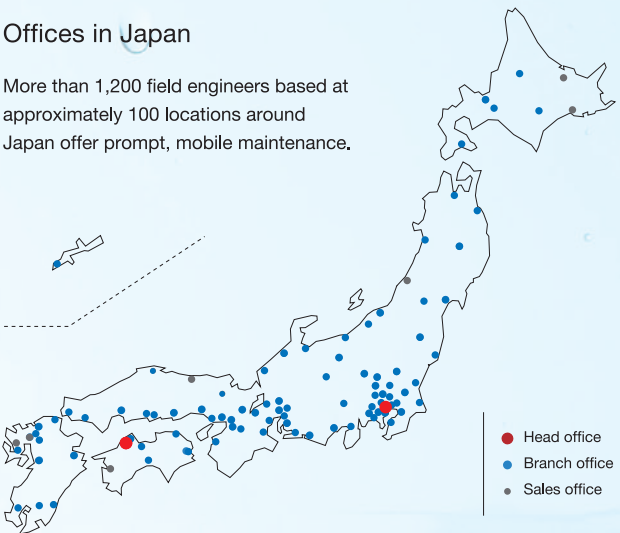 Offices in Japan
More than 1,200 field engineers based at
approximately 100 locations around
Japan offer prompt, mobile maintenance.
Head office
Branch office
Sales office